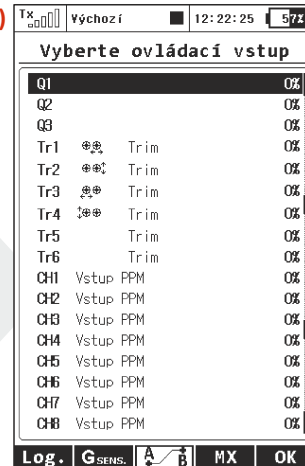 )
Tx Výchozí 12:22:25 57%
Vyberte ovládací vstup
Q1 0%
Q2 0%
Q3 0%
Tr1 Trim 0%
Tr2 Trim 0%
Tr3 Trim 0%
Tr4 Trim 0%
Tr5 Trim 0%
Tr6 Trim 0%
CH1 Vstup PPM 0%
CH2 Vstup PPM 0%
CH3 Vstup PPM 0%
CH4 Vstup PPM 0%
CH5 Vstup PPM 0%
CH6 Vstup PPM 0%
CH7 Vstup PPM 0%
CH8 Vstup PPM 0%
Log. GSENS. A B MX OK